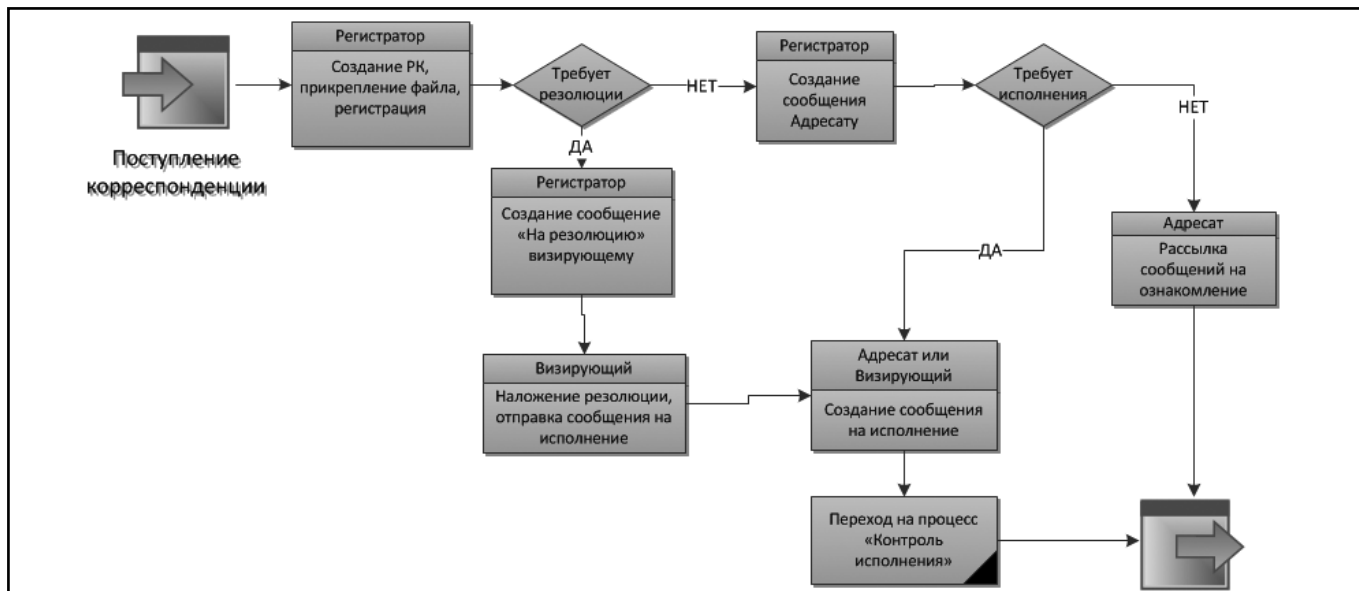 Поступление
корреспонденции
Регистратор
Создание РК,
прикрепление файла,
регистрация
Требует
резолюции
НЕТ
Регистратор
Создание
сообщения
Адресату
Требует
исполнения
НЕТ
ДА
Регистратор
Создание сообщение
«На резолюцию»
визирующему
ДА
Адресат
Рассылка
сообщений на
ознакомление
Визирующий
Наложение резолюции,
отправка сообщения на
исполнение
Адресат или
Визирующий
Создание сообщения
на исполнение
Переход на процесс
«Контроль
исполнения»